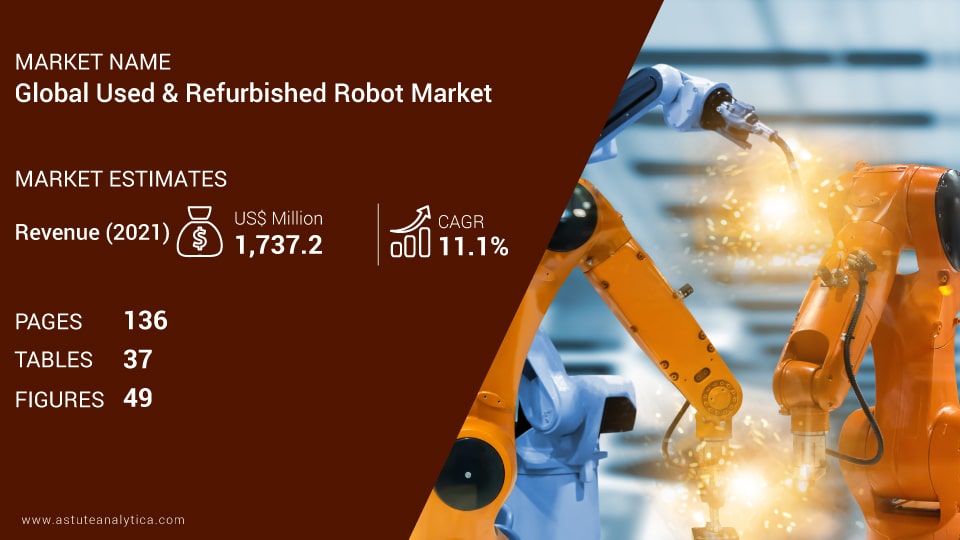 MARKET NAME
Global Used & Refurbished Robot Market
MARKET ESTIMATES
Revenue (2021)
$
US$ Million
1,737.2
CAGR
11.1%
PAGES 136
TABLES 37
FIGURES 49
www.astuteanalytica.com